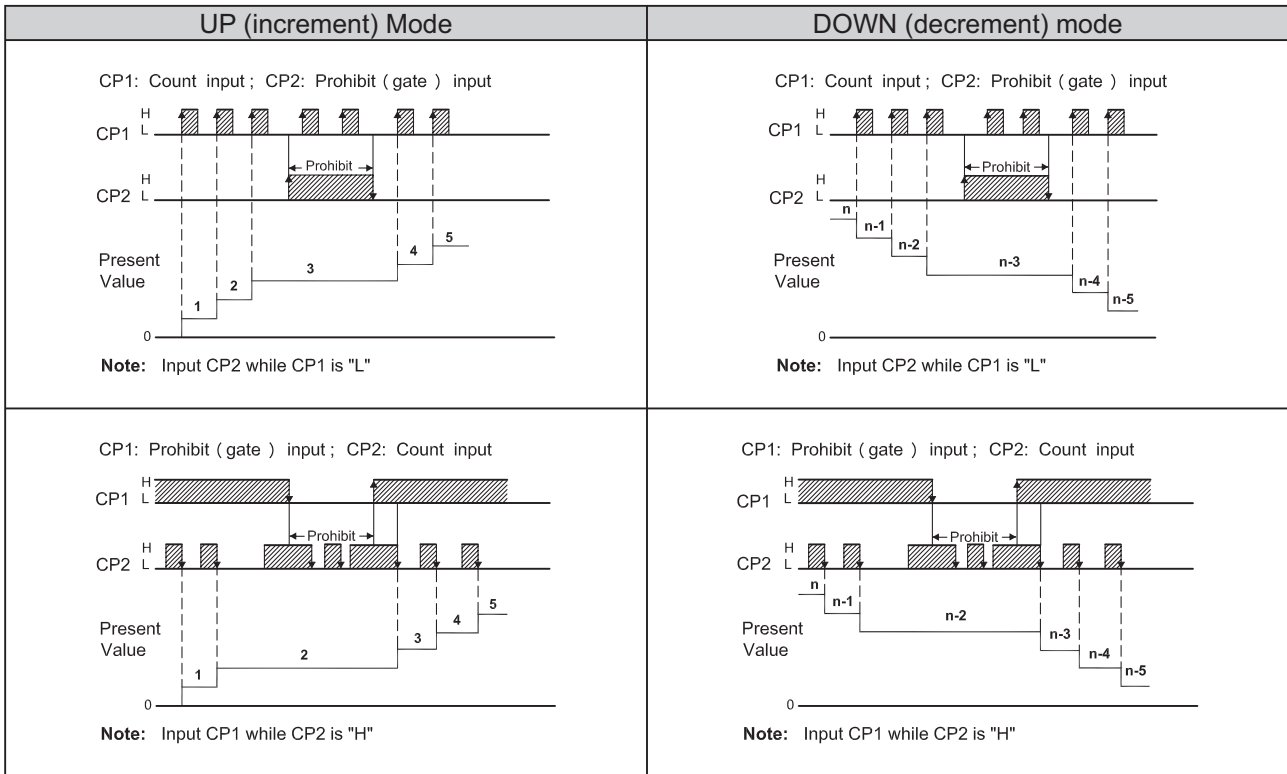 UP (increment) Mode
DOWN (decrement) mode
CP1: Count input ; CP2: Prohibit ( gate ) input
H
CP1 L
Prohibit
H
CP2 L
5
4
3
2
1
Present
Value
0
Note: Input CP2 while CP1 is "L"
CP1: Count input ; CP2: Prohibit ( gate ) input
H
CP1 L
Prohibit
H
CP2 L
n
n-1
n-2
n-3
n-4
n-5
Present
Value
0
Note: Input CP2 while CP1 is "L"
CP1: Prohibit ( gate ) input ; CP2: Count input
H
CP1 L
Prohibit
H
CP2 L
5
4
3
2
1
Present
Value
0
Note: Input CP1 while CP2 is "H"
CP1: Prohibit ( gate ) input ; CP2: Count input
H
CP1 L
Prohibit
H
CP2 L
n
n-1
n-2
n-3
n-4
n-5
Present
Value
0
Note: Input CP1 while CP2 is "H"